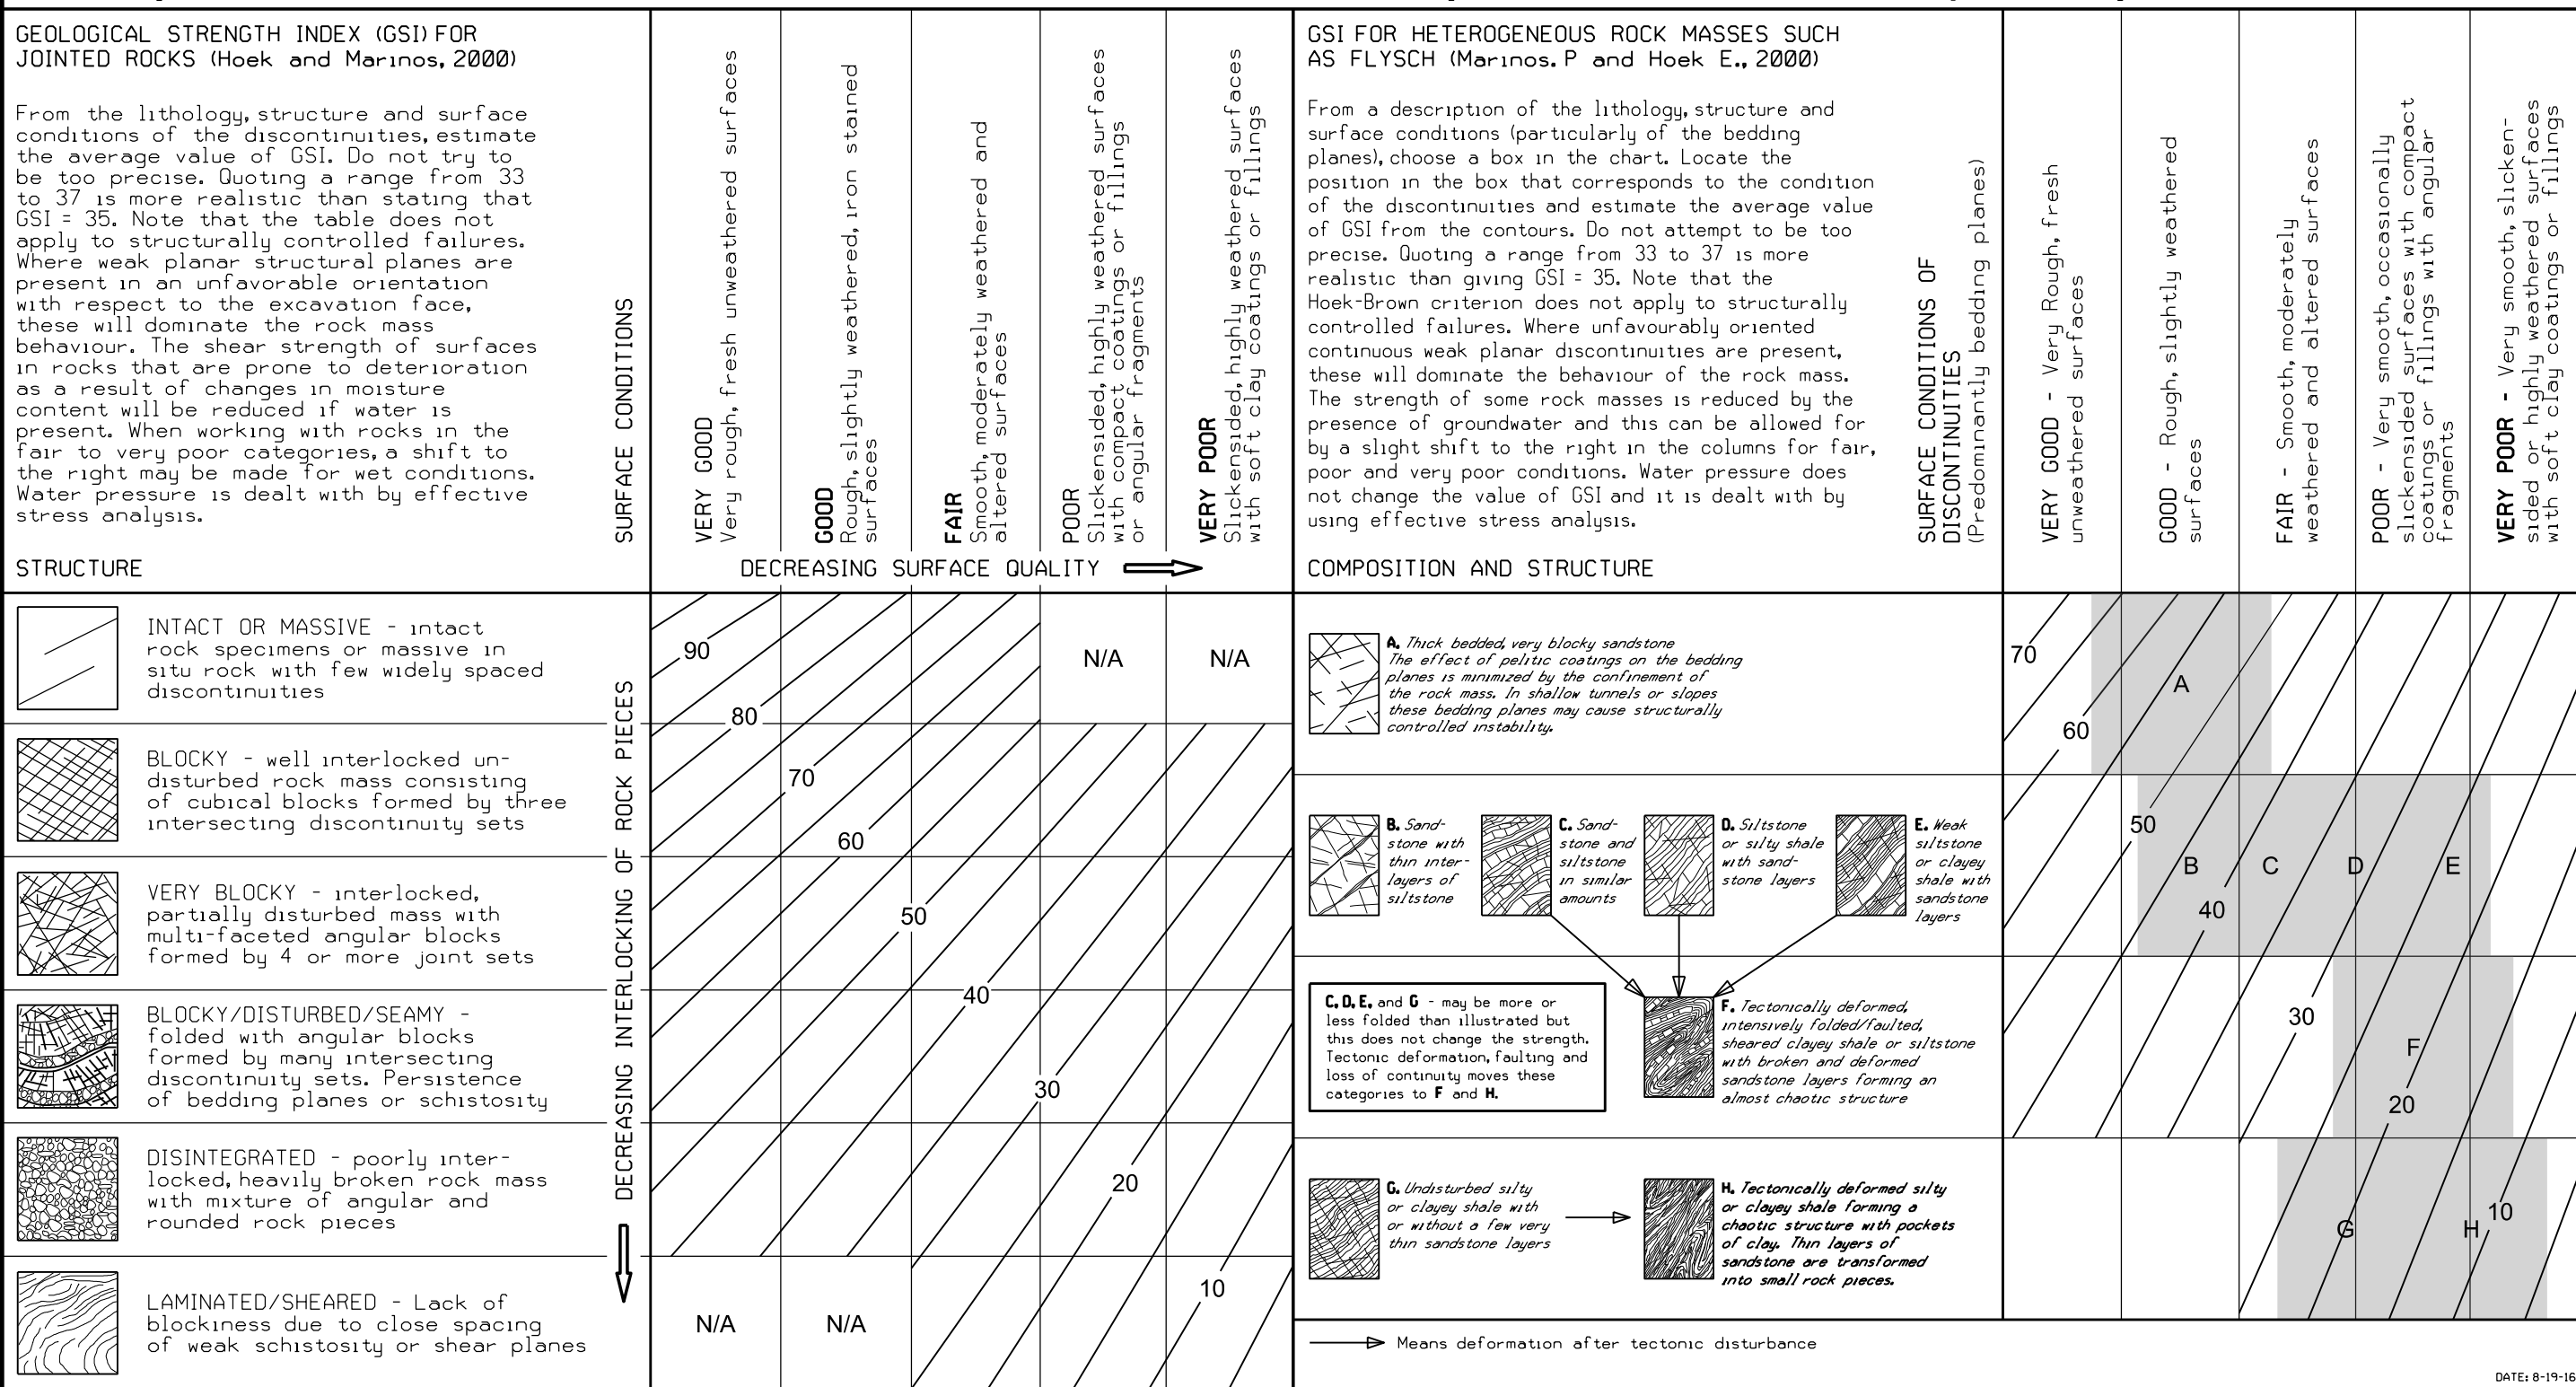 GEOLOGICAL STRENGTH INDEX (GSI) FOR
JOINTED ROCKS (Hoek and Marinos, 2000)
From the lithology, structure and surface
conditions of the discontinuities, estimate
the average value of GSI. Do not try to
be too precise. Quoting a range from 33
to 37 is more realistic than stating that
GSI = 35. Note that the table does not
apply to structurally controlled failures.
Where weak planar structural planes are
present in an unfavorable orientation
with respect to the excavation face,
these will dominate the rock mass
behaviour. The shear strength of surfaces
in rocks that are prone to deterioration
as a result of changes in moisture
content will be reduced if water is
present. When working with rocks in the
fair to very poor categories, a shift to
the right may be made for wet conditions.
Water pressure is dealt with by effective
stress analysis.
STRUCTURE
SURFACE CONDITIONS
VERY GOOD
Very rough, fresh unweathered surfaces
GOOD
Rough, slightly weathered, iron stained
surfaces
FAIR
Smooth, moderately weathered and
altered surfaces
POOR
Slickensided, highly weathered surfaces
with compact coatings or fillings
or angular fragments
VERY POOR
Slickensided, highly weathered surfaces
with soft clay coatings or fillings
DECREASING SURFACE QUALITY
DECREASING INTERLOCKING OF ROCK PIECES
INTACT OR MASSIVE - intact
rock specimens or massive in
situ rock with few widely spaced
discontinuities
BLOCKY - well interlocked un-
disturbed rock mass consisting
of cubical blocks formed by three
intersecting discontinuity sets
VERY BLOCKY - interlocked,
partially disturbed mass with
multi-faceted angular blocks
formed by 4 or more joint sets
BLOCKY/DISTURBED/SEAMY -
folded with angular blocks
formed by many intersecting
discontinuity sets. Persistence
of bedding planes or schistosity
DISINTEGRATED - poorly inter-
locked, heavily broken rock mass
with mixture of angular and
rounded rock pieces
LAMINATED/SHEARED - Lack of
blockiness due to close spacing
of weak schistosity or shear planes
90
N/A
N/A
80
70
60
50
40
30
20
10
N/A
N/A
GSI FOR HETEROGENEOUS ROCK MASSES SUCH
AS FLYSCH (Marinos. P and Hoek E., 2000)
From a description of the lithology, structure and
surface conditions (particularly of the bedding
planes), choose a box in the chart. Locate the
position in the box that corresponds to the condition
of the discontinuities and estimate the average value
of GSI from the contours. Do not attempt to be too
precise. Quoting a range from 33 to 37 is more
realistic than giving GSI = 35. Note that the
Hoek-Brown criterion does not apply to structurally
controlled failures. Where unfavourably oriented
continuous weak planar discontinuities are present,
these will dominate the behaviour of the rock mass.
The strength of some rock masses is reduced by the
presence of groundwater and this can be allowed for
by a slight shift to the right in the columns for fair,
poor and very poor conditions. Water pressure does
not change the value of GSI and it is dealt with by
using effective stress analysis.
COMPOSITION AND STRUCTURE
SURFACE CONDITIONS OF
DISCONTINUITIES
(Predominantly bedding planes)
VERY GOOD - Very Rough, fresh
unweathered surfaces
GOOD - Rough, slightly weathered
surfaces
FAIR - Smooth, moderately
weathered and altered surfaces
POOR - Very smooth, occasionally
slickensided surfaces with compact
coatings or fillings with angular
fragments
VERY POOR - Very smooth, slicken-
sided or highly weathered surfaces
with soft clay coatings or fillings
A. Thick bedded, very blocky sandstone
The effect of pelitic coatings on the bedding
planes is minimized by the confinement of
the rock mass. In shallow tunnels or slopes
these bedding planes may cause structurally
controlled instability.
B. Sand-
stone with
thin inter-
layers of
siltstone
C. Sand-
stone and
siltstone
in similar
amounts
D. Siltstone
or silty shale
with sand-
stone layers
E. Weak
siltstone
or clayey
shale with
sandstone
layers
C, D, E, and G - may be more or
less folded than illustrated but
this does not change the strength.
Tectonic deformation, faulting and
loss of continuity moves these
categories to F and H.
F. Tectonically deformed,
intensively folded/faulted,
sheared clayey shale or siltstone
with broken and deformed
sandstone layers forming an
almost chaotic structure
G. Undisturbed silty
or clayey shale with
or without a few very
thin sandstone layers
H. Tectonically deformed silty
or clayey shale forming a
chaotic structure with pockets
of clay. Thin layers of
sandstone are transformed
into small rock pieces.
70
A
60
50
B
C
D
E
40
30
F
20
10
G
H
Means deformation after tectonic disturbance
DATE: 8-19-16